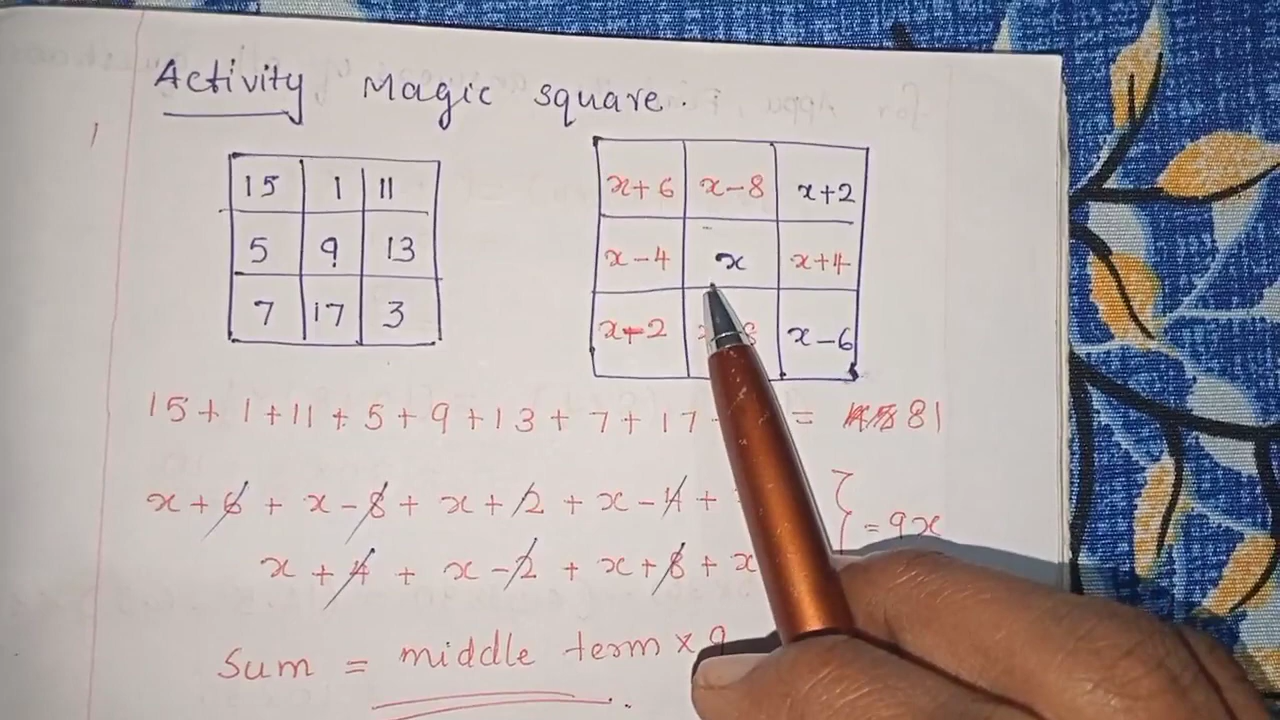 Activity Magic square.
15 1 11
5 9 13
7 17 3
x+6 x-8 x+2
x-4 x x+4
x-2 x-6
15 + 1 + 11 + 5 + 9 + 13 + 7 + 17 = 81
x + 6 + x - 8 + x + 2 + x - 4 +
x + 4 + x - 2 + x + 8 + x
} = 9x
Sum = middle term × 9